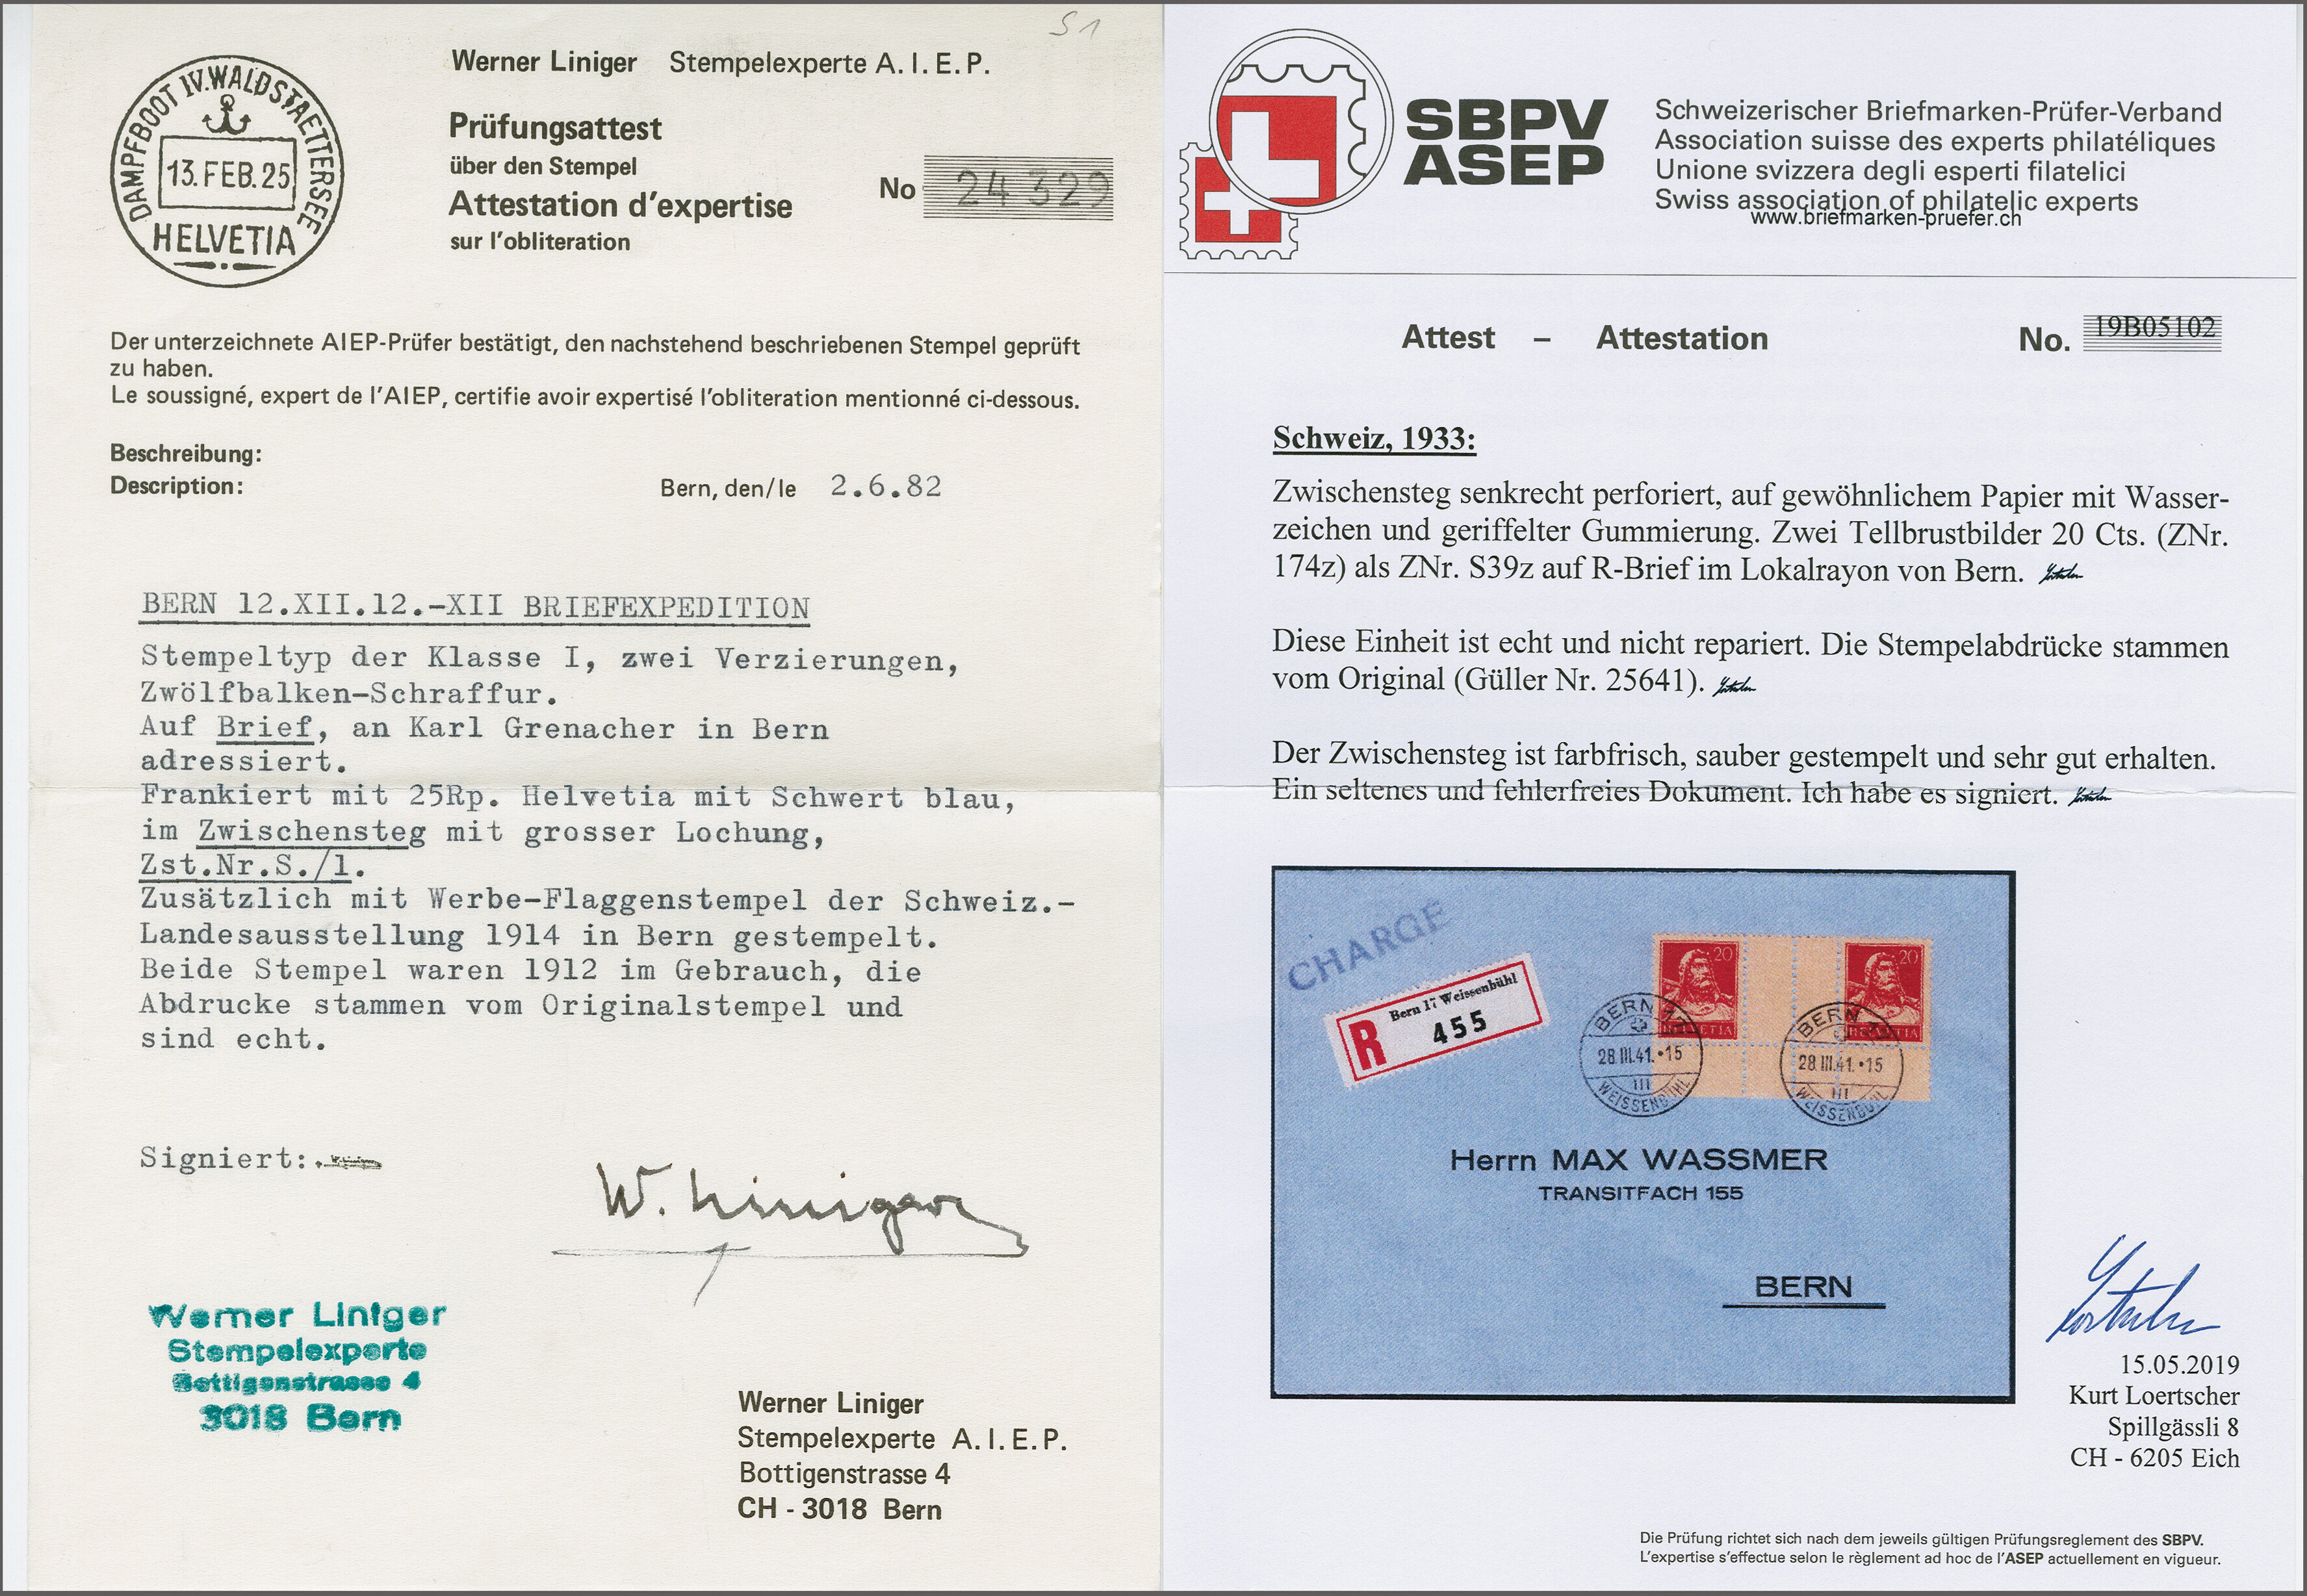 S 1
DAMPFBOOT IV.WALDSTAETTERSEE
13.FEB.25
HELVETIA
Werner Liniger Stempelexperte A.I.E.P.
Prüfungsattest
über den Stempel
Attestation d'expertise
sur l'obliteration
No 24 329
Der unterzeichnete AIEP-Prüfer bestätigt, den nachstehend beschriebenen Stempel geprüft
zu haben.
Le soussigné, expert de l'AIEP, certifie avoir expertisé l'obliteration mentionné ci-dessous.
Beschreibung:
Description:
Bern, den/le 2.6.82
BERN 12.XII.12.-XII BRIEFEXPEDITION
Stempeltyp der Klasse I, zwei Verzierungen,
Zwölfbalken-Schraffur.
Auf Brief, an Karl Grenacher in Bern
adressiert.
Frankiert mit 25Rp. Helvetia mit Schwert blau,
im Zwischensteg mit grosser Lochung,
Zst.Nr.S./1.
Zusätzlich mit Werbe-Flaggenstempel der Schweiz.-
Landesausstellung 1914 in Bern gestempelt.
Beide Stempel waren 1912 im Gebrauch, die
Abdrucke stammen vom Originalstempel und
sind echt.
Signiert:.
W. Liniger
Werner Liniger
Stempelexperte
Bottigenstrasse 4
3018 Bern
Werner Liniger
Stempelexperte A.I.E.P.
Bottigenstrasse 4
CH - 3018 Bern
SBPV
ASEP
Schweizerischer Briefmarken-Prüfer-Verband
Association suisse des experts philatéliques
Unione svizzera degli esperti filatelici
Swiss association of philatelic experts
www.briefmarken-pruefer.ch
Attest – Attestation
No. 19B05102
Schweiz, 1933:
Zwischensteg senkrecht perforiert, auf gewöhnlichem Papier mit Wasser-
zeichen und geriffelter Gummierung. Zwei Tellbrustbilder 20 Cts. (ZNr.
174z) als ZNr. S39z auf R-Brief im Lokalrayon von Bern.
Diese Einheit ist echt und nicht repariert. Die Stempelabdrücke stammen
vom Original (Güller Nr. 25641).
Der Zwischensteg ist farbfrisch, sauber gestempelt und sehr gut erhalten.
Ein seltenes und fehlerfreies Dokument. Ich habe es signiert.
CHARGE
R
Bern 17 Weissenbühl
455
20
HELVETIA
20
HELVETIA
BERN 17
28.III.41.•15
III
WEISSENBÜHL
BERN 17
28.III.41.•15
III
WEISSENBÜHL
Herrn MAX WASSMER
TRANSITFACH 155
BERN
15.05.2019
Kurt Loertscher
Spillgässli 8
CH - 6205 Eich
Die Prüfung richtet sich nach dem jeweils gültigen Prüfungsreglement des SBPV.
L'expertise s'effectue selon le règlement ad hoc de l'ASEP actuellement en vigueur.